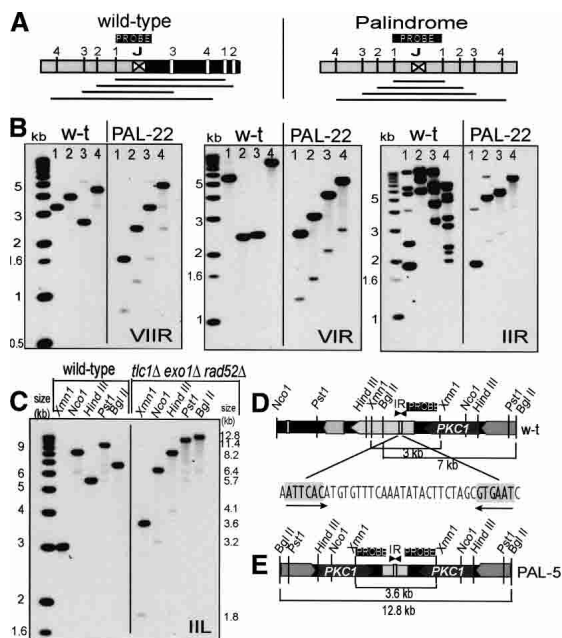 A
wild-type
Palindrome
PROBE
PROBE
J
J
4 3 2 1 3 4 1 2
4 3 2 1 1 2 3 4
B
kb w-t PAL-22
1 2 3 4 1 2 3 4
5
3
2
1.6
1
0.5
VIIR
kb w-t PAL-22
1 2 3 4 1 2 3 4
5
3
2
1.6
1
VIR
kb w-t PAL-22
1 2 3 4 1 2 3 4
5
3
2
1.6
1
IIR
C
wild-type
tlc1Δ exo1Δ rad52Δ
size (kb)
Xmn1 Nco1 Hind III Pst1 Bgl II
Xmn1 Nco1 Hind III Pst1 Bgl II
size (kb)
9
6
5
4
3
2
1.6
12.8
11.4
8.2
6.4
5.7
4.1
3.6
3.2
1.8
IIL
D
Nco1 Pst1 Hind III Xmn1 Bgl II IR PROBE Xmn1 Nco1 Hind III Pst1 Bgl II
PKC1
w-t
3 kb
7 kb
AATTCACATGTGTTTCAAATATACTTCTAGCGTGAATC
Bgl II Pst1 Hind III Nco1 Xmn1 PROBE IR PROBE Xmn1 Nco1 Hind III Pst1 Bgl II
E
PKC1
PKC1
PAL-5
3.6 kb
12.8 kb